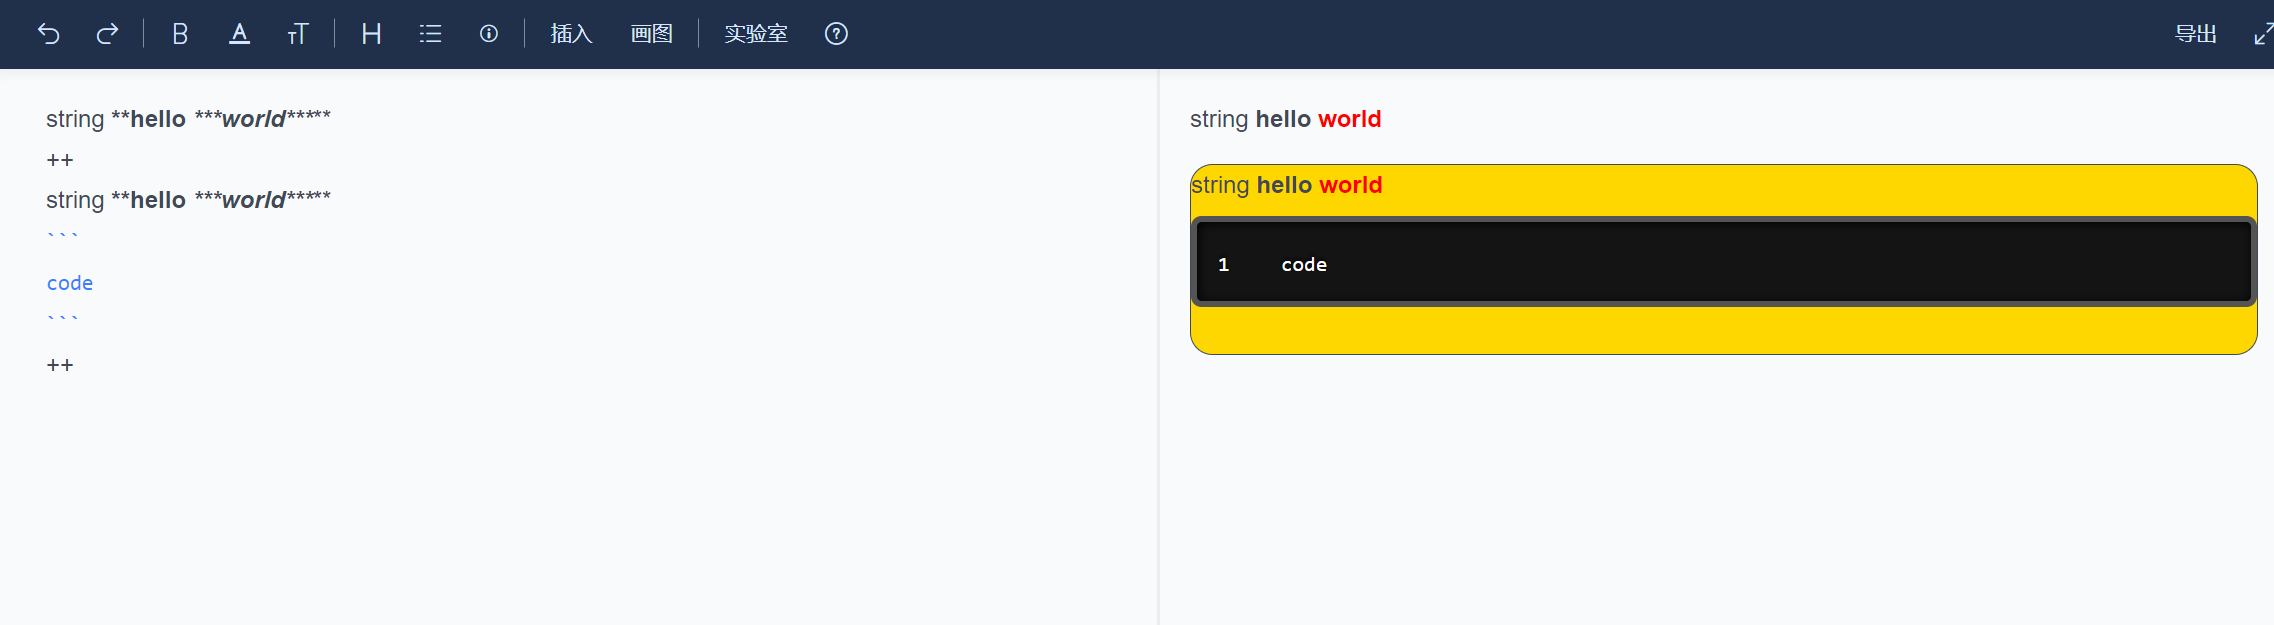 B A TT H 插入 画图 实验室 导出
string **hello ***world*****
++
string **hello ***world*****
```
code
```
++
string hello world
string hello world
1 code